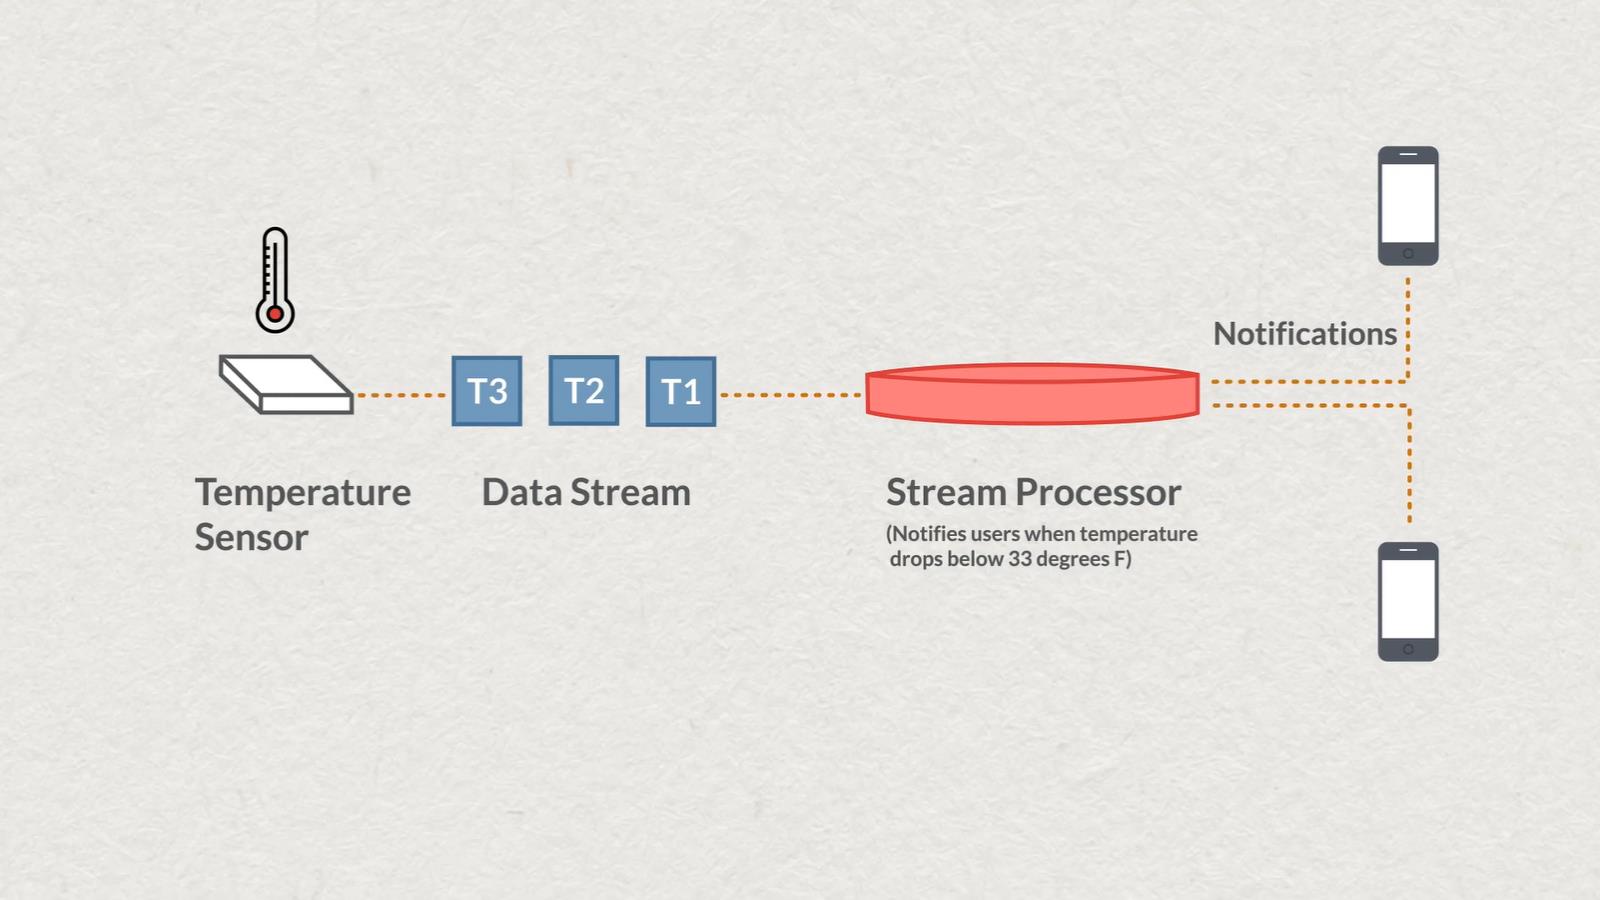 Notifications
T3
T2
T1
Temperature
Sensor
Data Stream
Stream Processor
(Notifies users when temperature
drops below 33 degrees F)